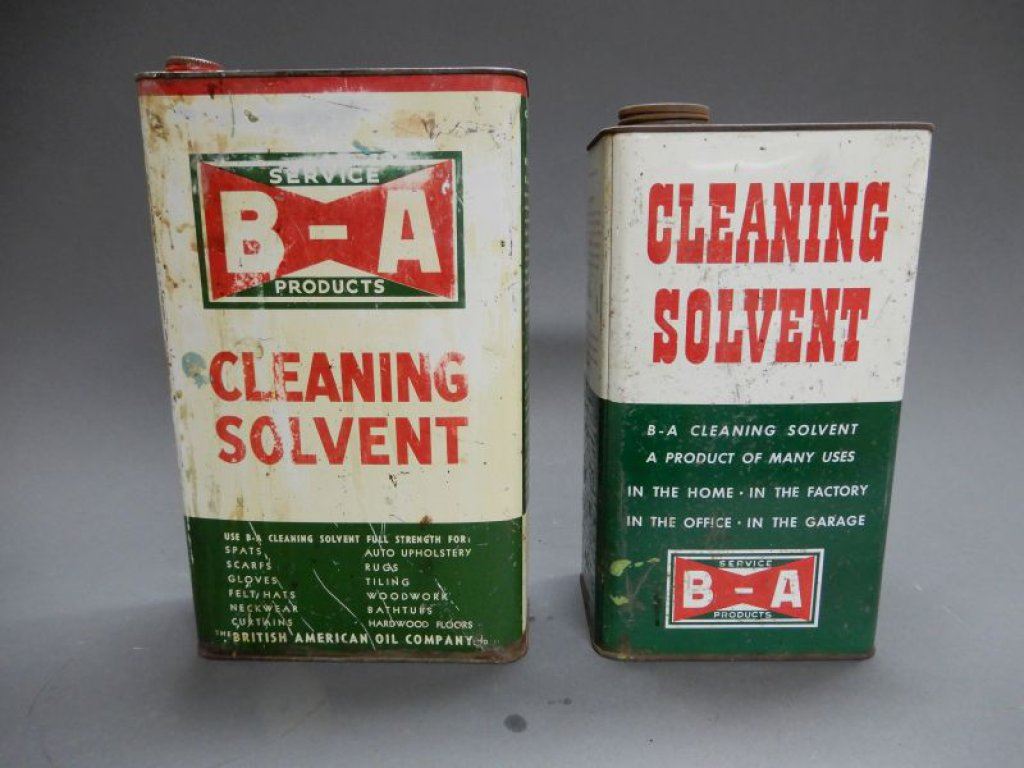 SERVICE
B-A
PRODUCTS
CLEANING
SOLVENT
USE B-A CLEANING SOLVENT FULL STRENGTH FOR:
SPATS AUTO UPHOLSTERY
SCARFS RUGS
GLOVES TILING
FELT HATS WOODWORK
NECKWEAR BATHTUBS
CURTAINS HARDWOOD FLOORS
THE BRITISH AMERICAN OIL COMPANY LTD
CLEANING
SOLVENT
B-A CLEANING SOLVENT
A PRODUCT OF MANY USES
IN THE HOME · IN THE FACTORY
IN THE OFFICE · IN THE GARAGE
SERVICE
B-A
PRODUCTS